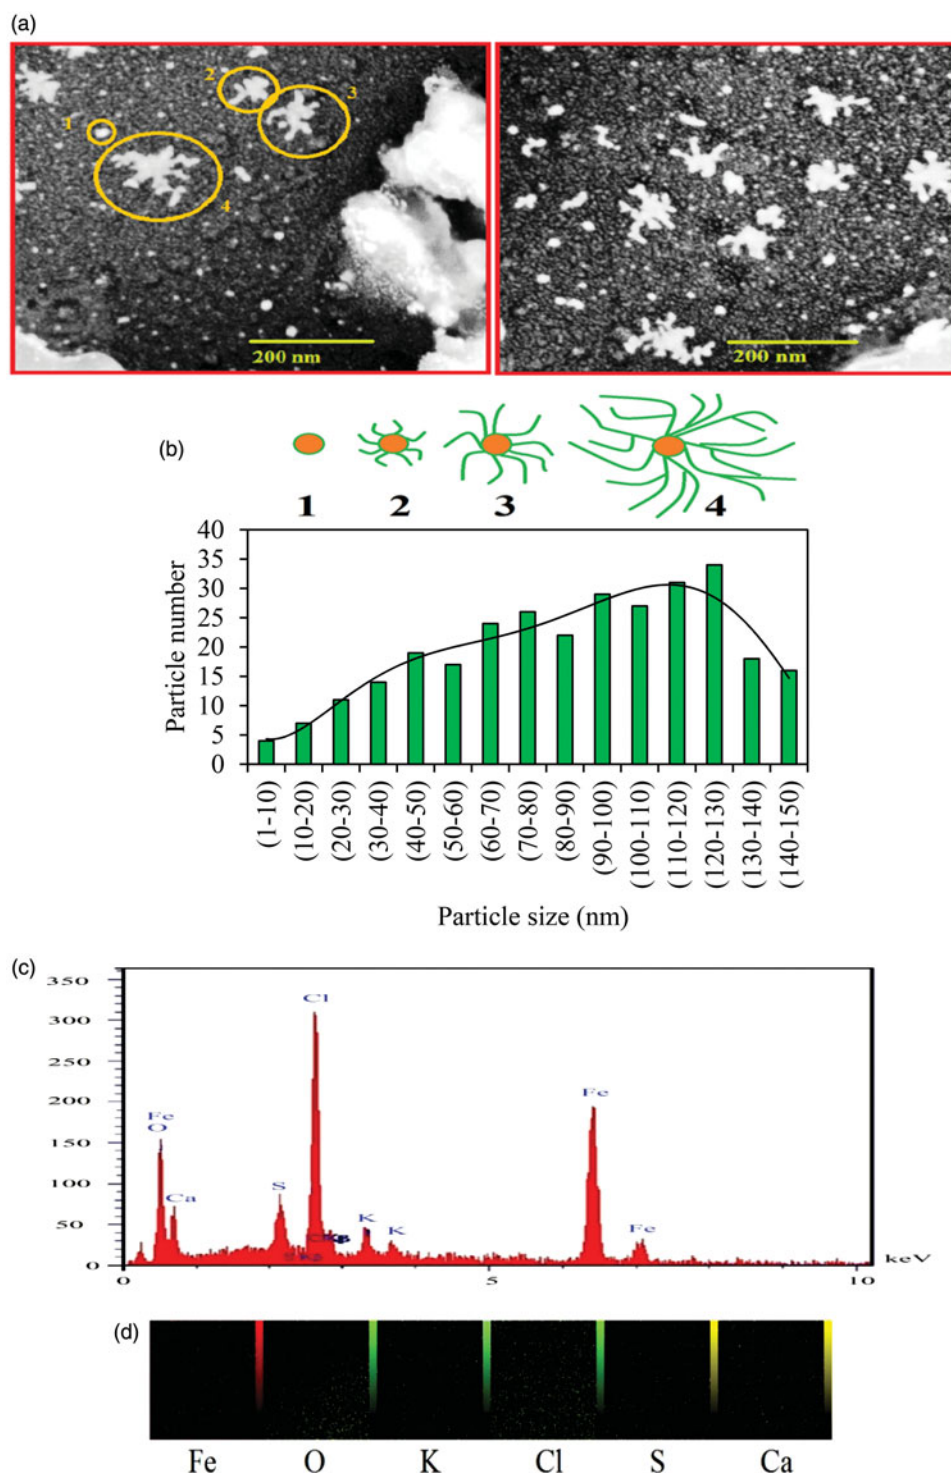 (a)
1
2
3
4
200 nm
200 nm
(b)
1 2 3 4
Particle number
40
35
30
25
20
15
10
5
0
(1-10)
(10-20)
(20-30)
(30-40)
(40-50)
(50-60)
(60-70)
(70-80)
(80-90)
(90-100)
(100-110)
(110-120)
(120-130)
(130-140)
(140-150)
Particle size (nm)
(c)
350
300
250
200
150
100
50
0
Fe
O
Ca
S
Cl
K
K
Fe
Fe
0 5 10
keV
(d)
Fe O K Cl S Ca